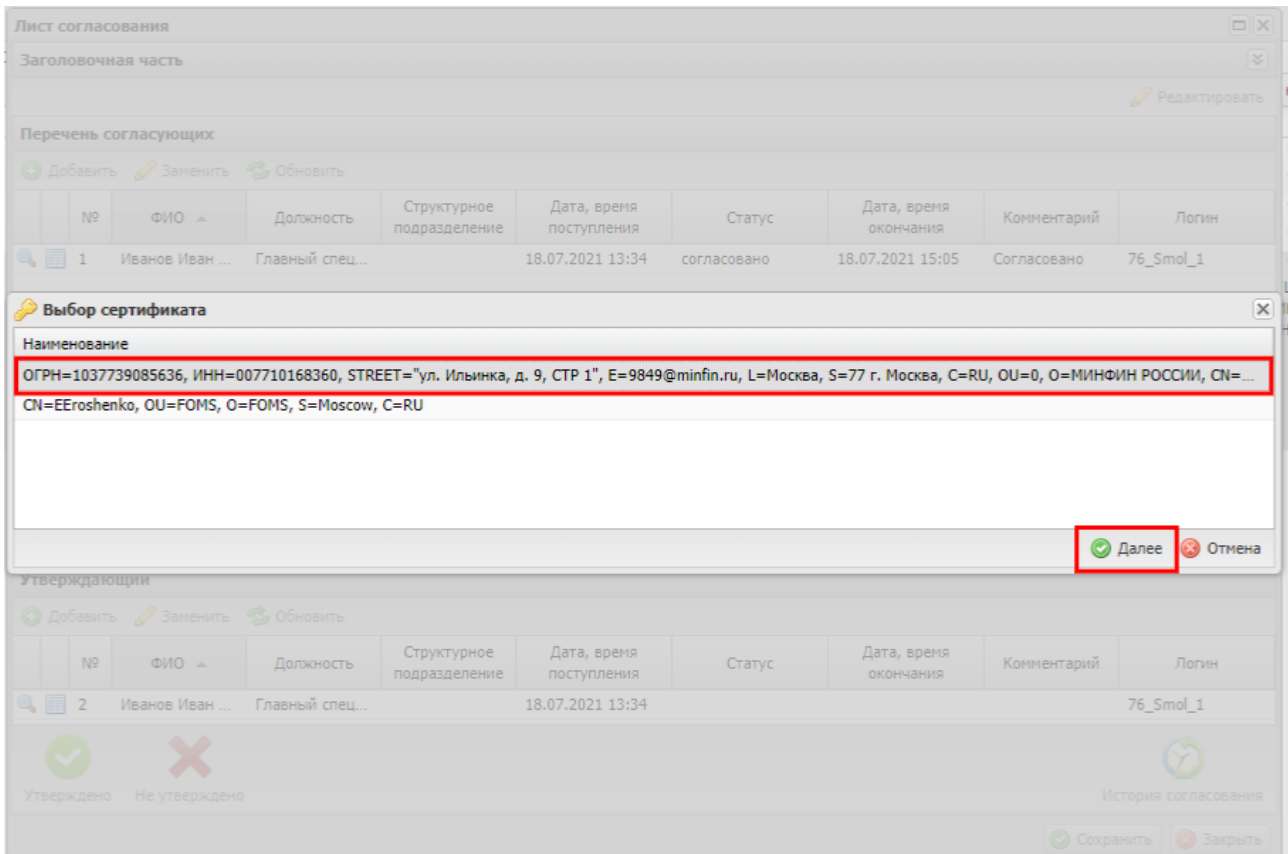 Лист согласования
Заголовочная часть
Редактировать
Перечень согласующих
Добавить Заменить Обновить
№ ФИО Должность Структурное подразделение Дата, время поступления Статус Дата, время окончания Комментарий Логин
1 Иванов Иван ... Главный спец... 18.07.2021 13:34 согласовано 18.07.2021 15:05 Согласовано 76_Smol_1
Выбор сертификата
Наименование
ОГРН=1037739085636, ИНН=007710168360, STREET="ул. Ильинка, д. 9, СТР 1", E=9849@minfin.ru, L=Москва, S=77 г. Москва, C=RU, OU=0, O=МИНФИН РОССИИ, CN=...
CN=EEroshenko, OU=FOMS, O=FOMS, S=Moscow, C=RU
Далее Отмена
Утверждающий
Добавить Заменить Обновить
№ ФИО Должность Структурное подразделение Дата, время поступления Статус Дата, время окончания Комментарий Логин
2 Иванов Иван ... Главный спец... 18.07.2021 13:34 76_Smol_1
Утверждено Не утверждено История согласования
Сохранить Закрыть